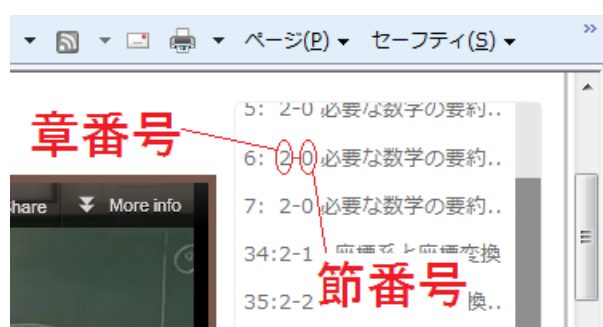 ページ(P) セーフティ(S) »
5: 2-0 必要な数学の要約..
章番号
6: 2-0 必要な数学の要約..
hare More info
7: 2-0 必要な数学の要約..
34:2-1 座標系と座標変換
節番号
35:2-2 換..